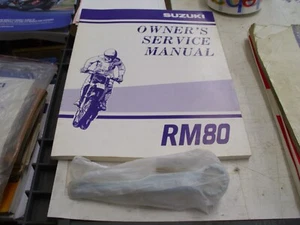 SUZUKI
OWNER'S
SERVICE
MANUAL
RM80